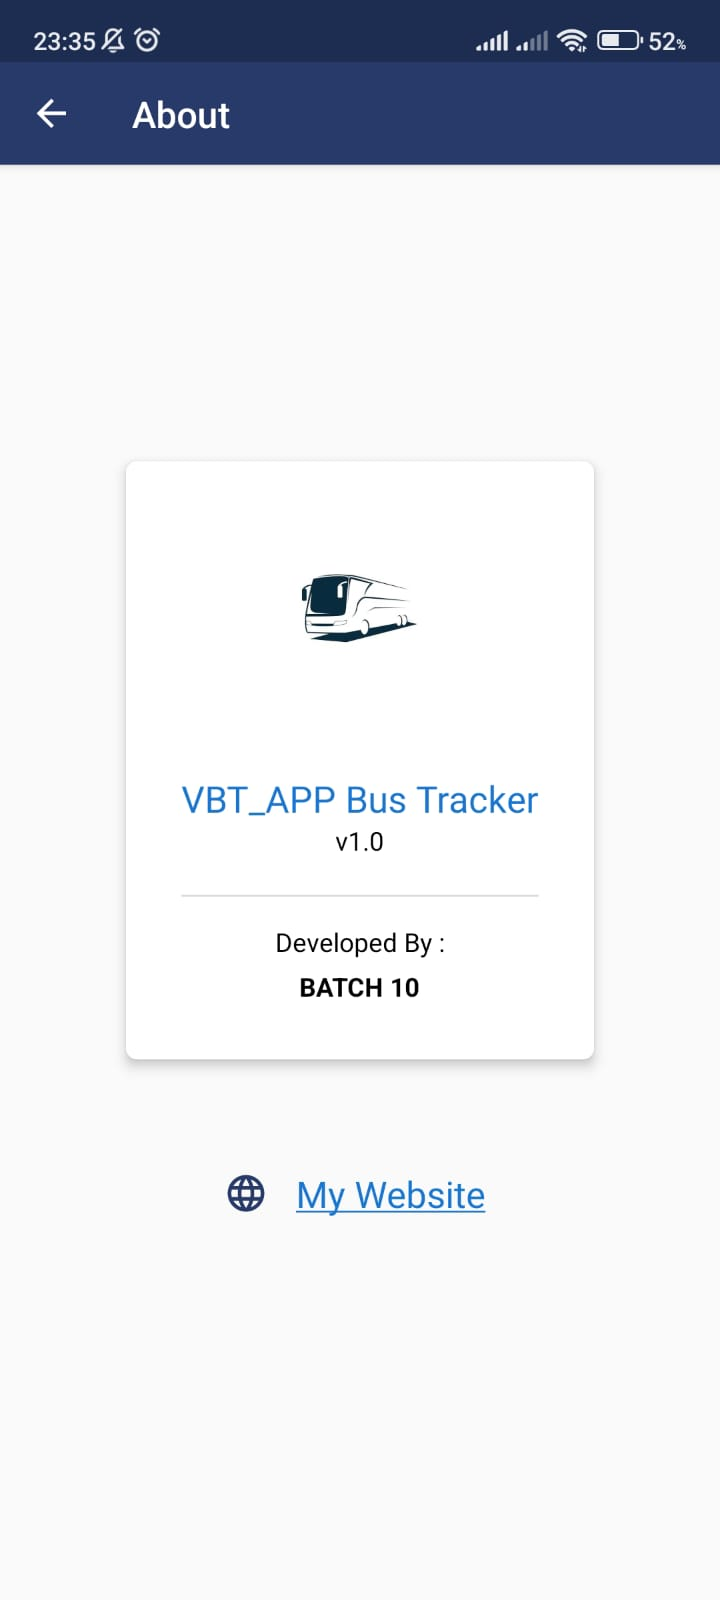 23:35 52%
About
VBT_APP Bus Tracker
v1.0
Developed By :
BATCH 10
My Website